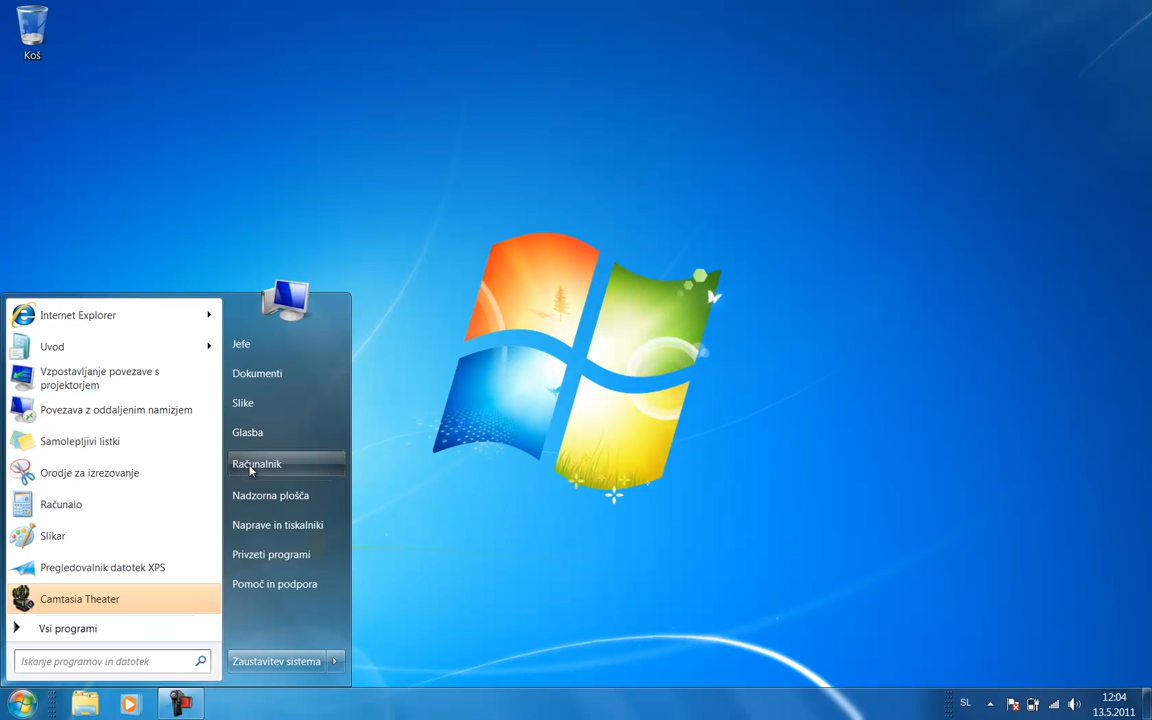 Koš
Internet Explorer
Uvod
Vzpostavljanje povezave s
projektorjem
Povezava z oddaljenim namizjem
Samolepljivi listki
Orodje za izrezovanje
Računalo
Slikar
Pregledovalnik datotek XPS
Camtasia Theater
Vsi programi
Iskanje programov in datotek
Jefe
Dokumenti
Slike
Glasba
Računalnik
Nadzorna plošča
Naprave in tiskalniki
Privzeti programi
Pomoč in podpora
Zaustavitev sistema
SL
12:04
13.5.2011